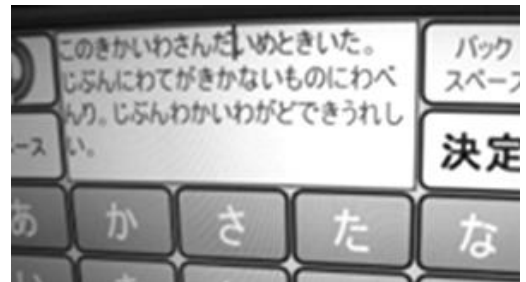 このきかいわさんだいめときいた。
じぶんにわてがきかないものにわべ
んり。じぶんわかいわがどできうれし
い。
バック
スペース
決定
ース
あ か さ た な